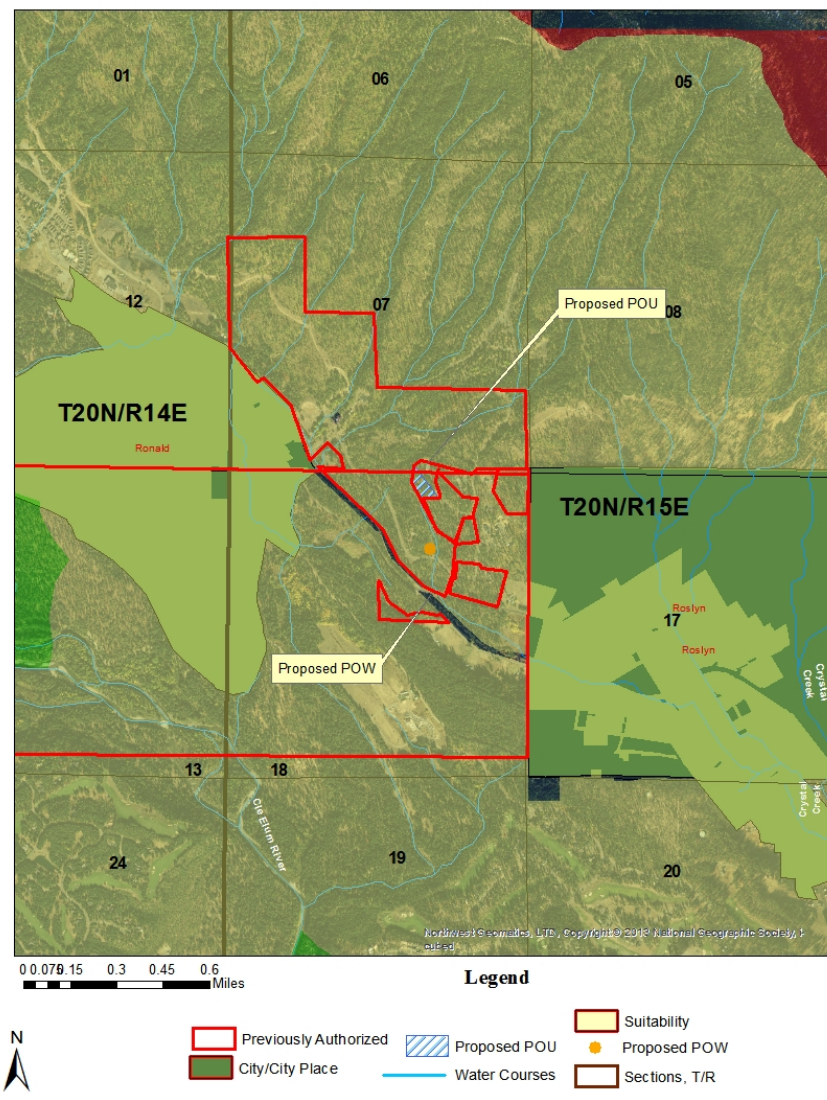 01
06
05
12
07
Proposed POU
08
T20N/R14E
Ronald
T20N/R15E
Roslyn
17
Roslyn
Proposed POW
Crystal
Creek
13
18
Crystal
Creek
Cle Elum River
24
19
20
Northwest Geomatics, LTD., Copyright:© 2013 National Geographic Society, i-
cubed
0 0.075 0.15 0.3 0.45 0.6
Miles
Legend
N
Previously Authorized
Proposed POU
Suitability
Proposed POW
City/City Place
Water Courses
Sections, T/R